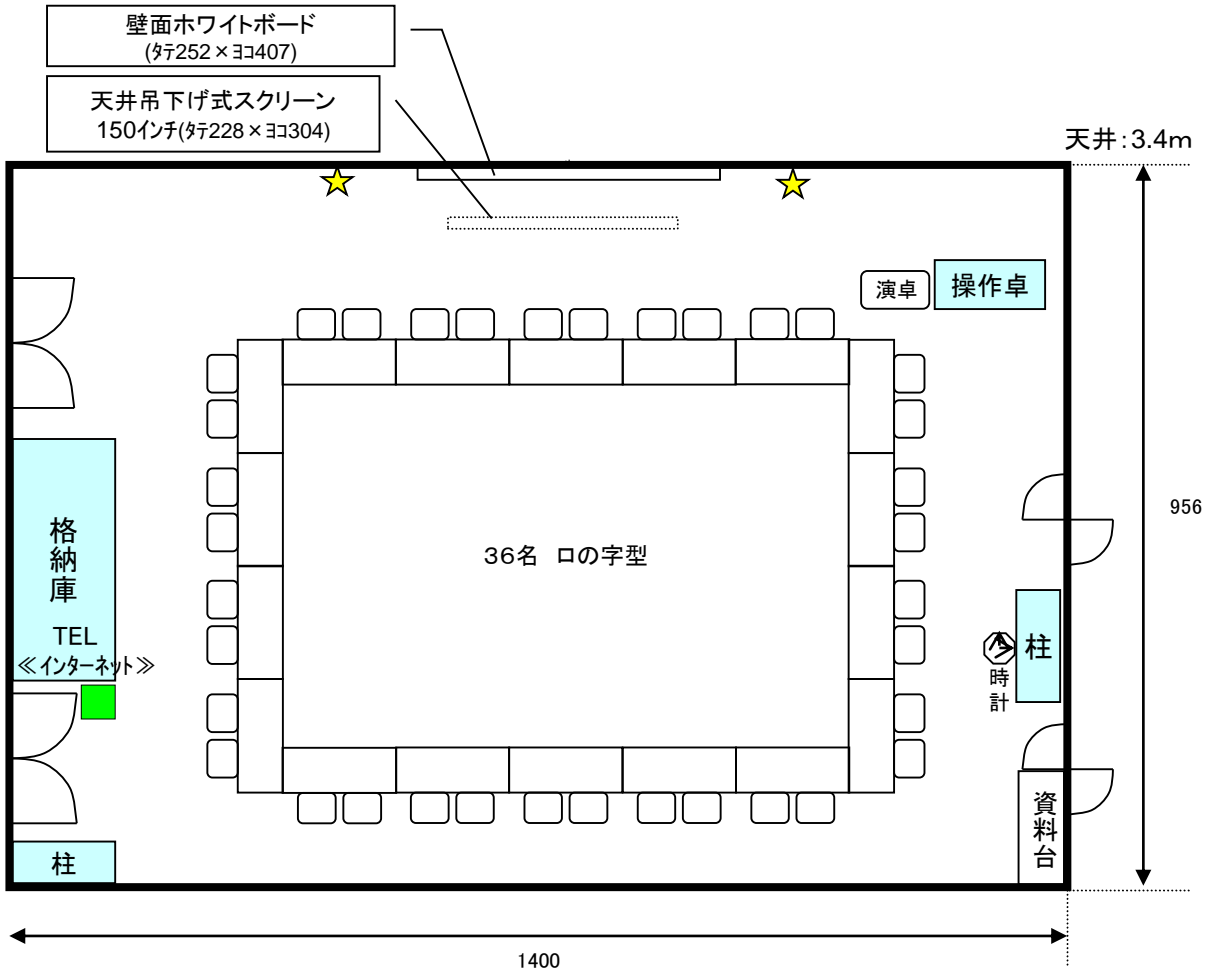 壁面ホワイトボード
(ﾀﾃ252×ﾖｺ407)
天井吊下げ式スクリーン
150インチ(ﾀﾃ228×ﾖｺ304)
天井:3.4m
演卓
操作卓
956
格納庫
36名 ロの字型
TEL
≪ｲﾝﾀｰﾈｯﾄ≫
柱
時計
資料台
柱
1400